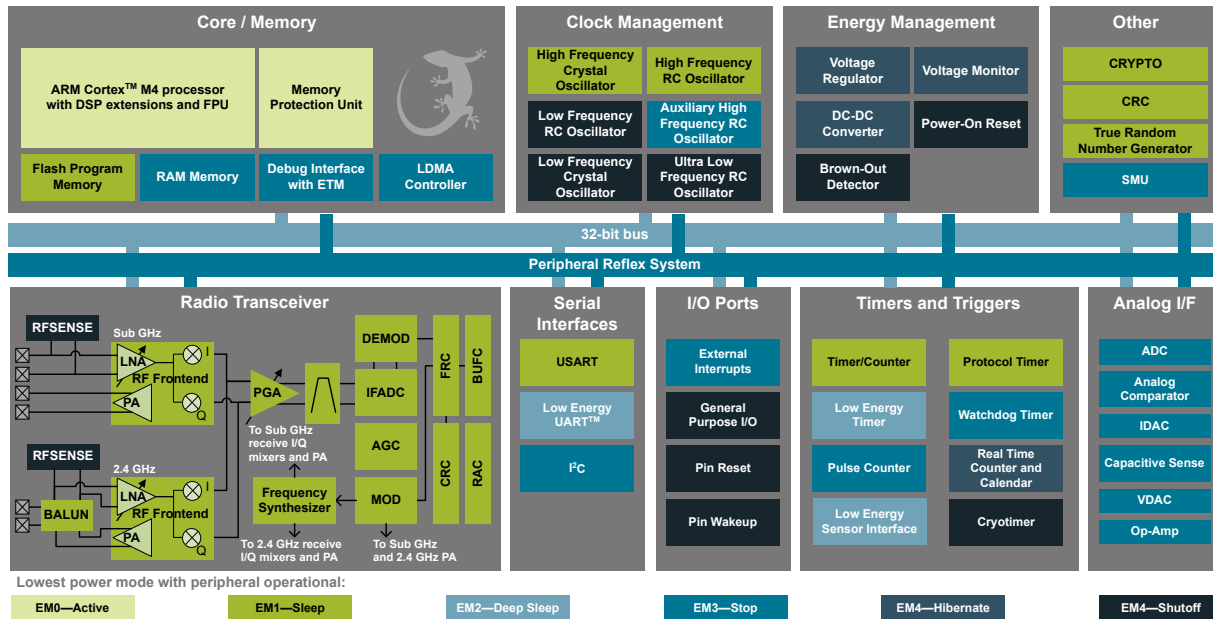 Core / Memory
ARM Cortex™ M4 processor
with DSP extensions and FPU
Memory
Protection Unit
Flash Program
Memory
RAM Memory
Debug Interface
with ETM
LDMA
Controller
Clock Management
High Frequency
Crystal
Oscillator
High Frequency
RC Oscillator
Low Frequency
RC Oscillator
Auxiliary High
Frequency RC
Oscillator
Low Frequency
Crystal
Oscillator
Ultra Low
Frequency RC
Oscillator
Energy Management
Voltage
Regulator
Voltage Monitor
DC-DC
Converter
Power-On Reset
Brown-Out
Detector
Other
CRYPTO
CRC
True Random
Number Generator
SMU
32-bit bus
Peripheral Reflex System
Radio Transceiver
RFSENSE
Sub GHz
LNA
I
RF Frontend
PA
Q
RFSENSE
2.4 GHz
LNA
I
BALUN
RF Frontend
PA
Q
PGA
To Sub GHz
receive I/Q
mixers and PA
Frequency
Synthesizer
To 2.4 GHz receive
I/Q mixers and PA
DEMOD
IFADC
AGC
MOD
To Sub GHz
and 2.4 GHz PA
FRC
BUFC
CRC
RAC
Serial
Interfaces
USART
Low Energy
UART™
I²C
I/O Ports
External
Interrupts
General
Purpose I/O
Pin Reset
Pin Wakeup
Timers and Triggers
Timer/Counter
Protocol Timer
Low Energy
Timer
Watchdog Timer
Pulse Counter
Real Time
Counter and
Calendar
Low Energy
Sensor Interface
Cryotimer
Analog I/F
ADC
Analog
Comparator
IDAC
Capacitive Sense
VDAC
Op-Amp
Lowest power mode with peripheral operational:
EM0—Active
EM1—Sleep
EM2—Deep Sleep
EM3—Stop
EM4—Hibernate
EM4—Shutoff